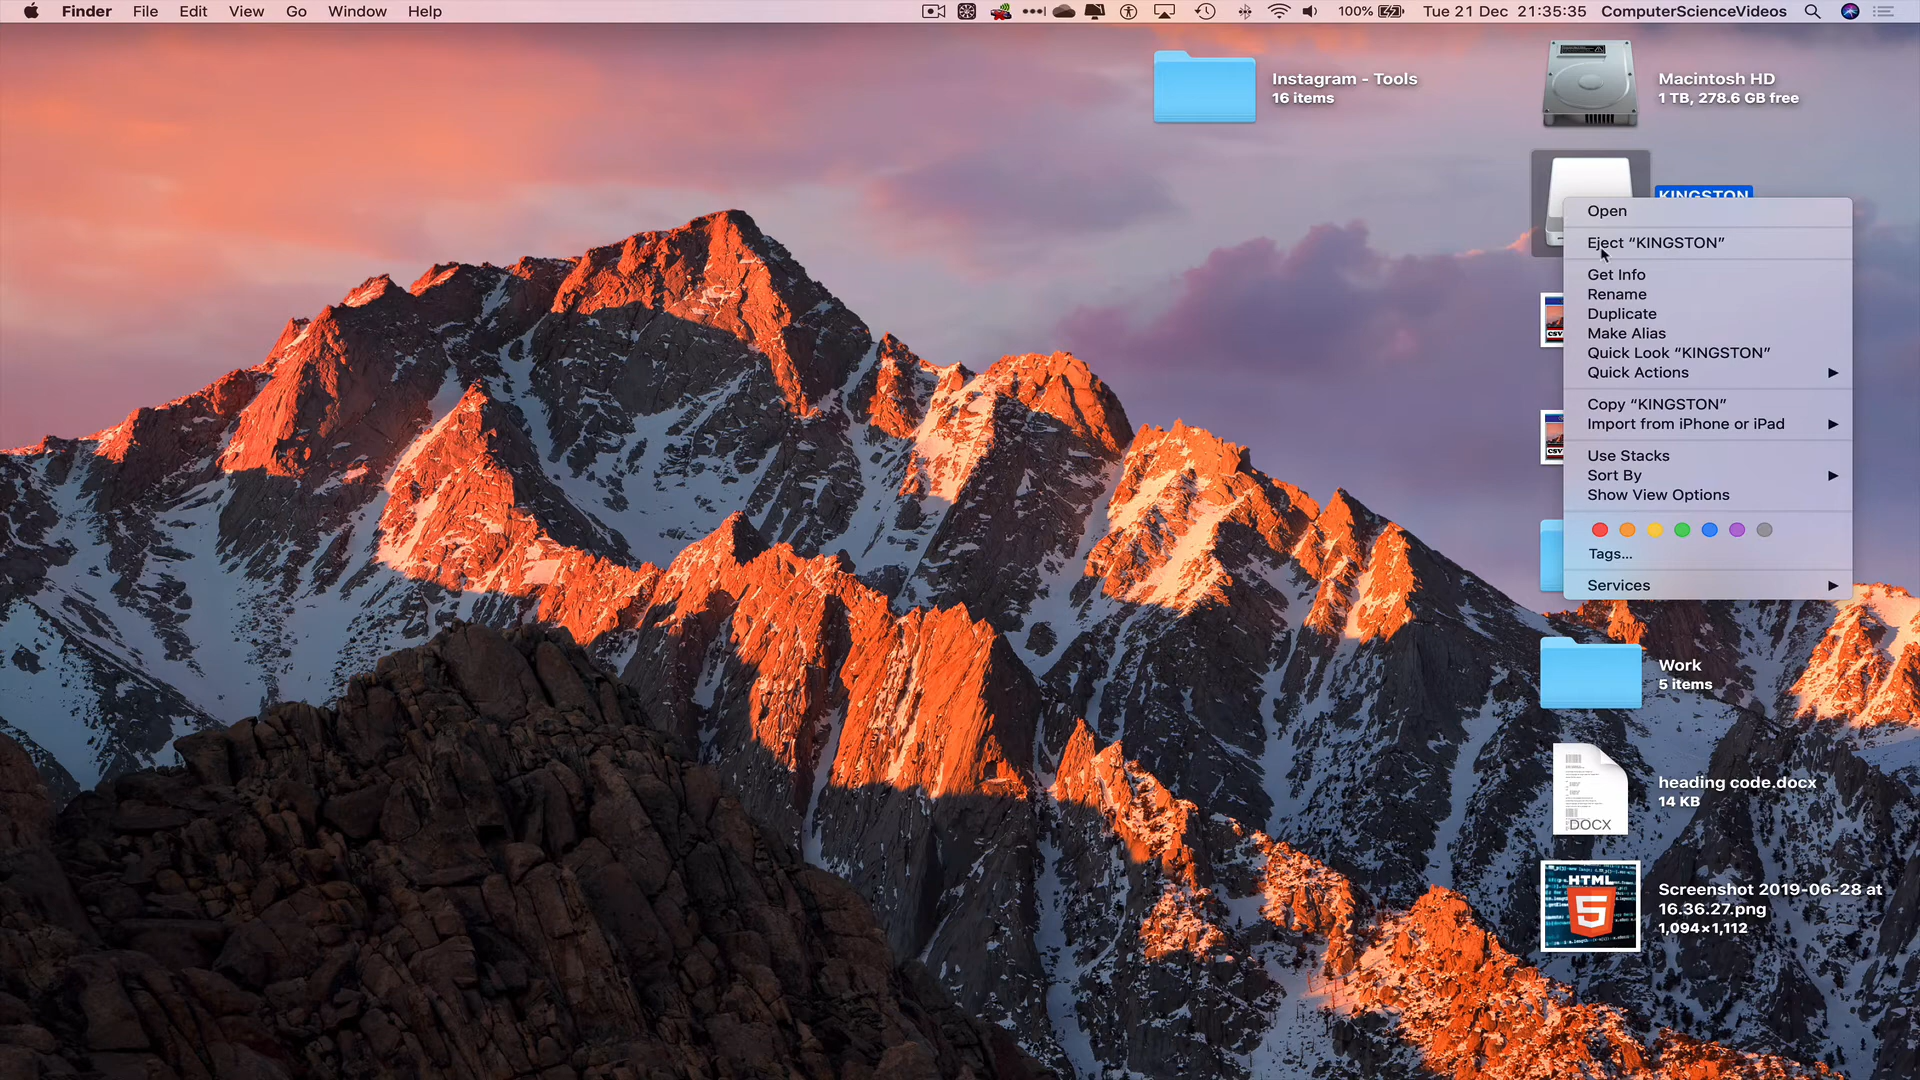 Finder File Edit View Go Window Help 100% Tue 21 Dec 21:35:35 ComputerScienceVideos
Instagram - Tools
16 items
Macintosh HD
1 TB, 278.6 GB free
KINGSTON
Open
Eject “KINGSTON”
Get Info
Rename
Duplicate
Make Alias
Quick Look “KINGSTON”
Quick Actions
Copy “KINGSTON”
Import from iPhone or iPad
Use Stacks
Sort By
Show View Options
Tags...
Services
CSV
CSV
Work
5 items
DOCX
heading code.docx
14 KB
HTML
5
Screenshot 2019-06-28 at
16.36.27.png
1,094×1,112